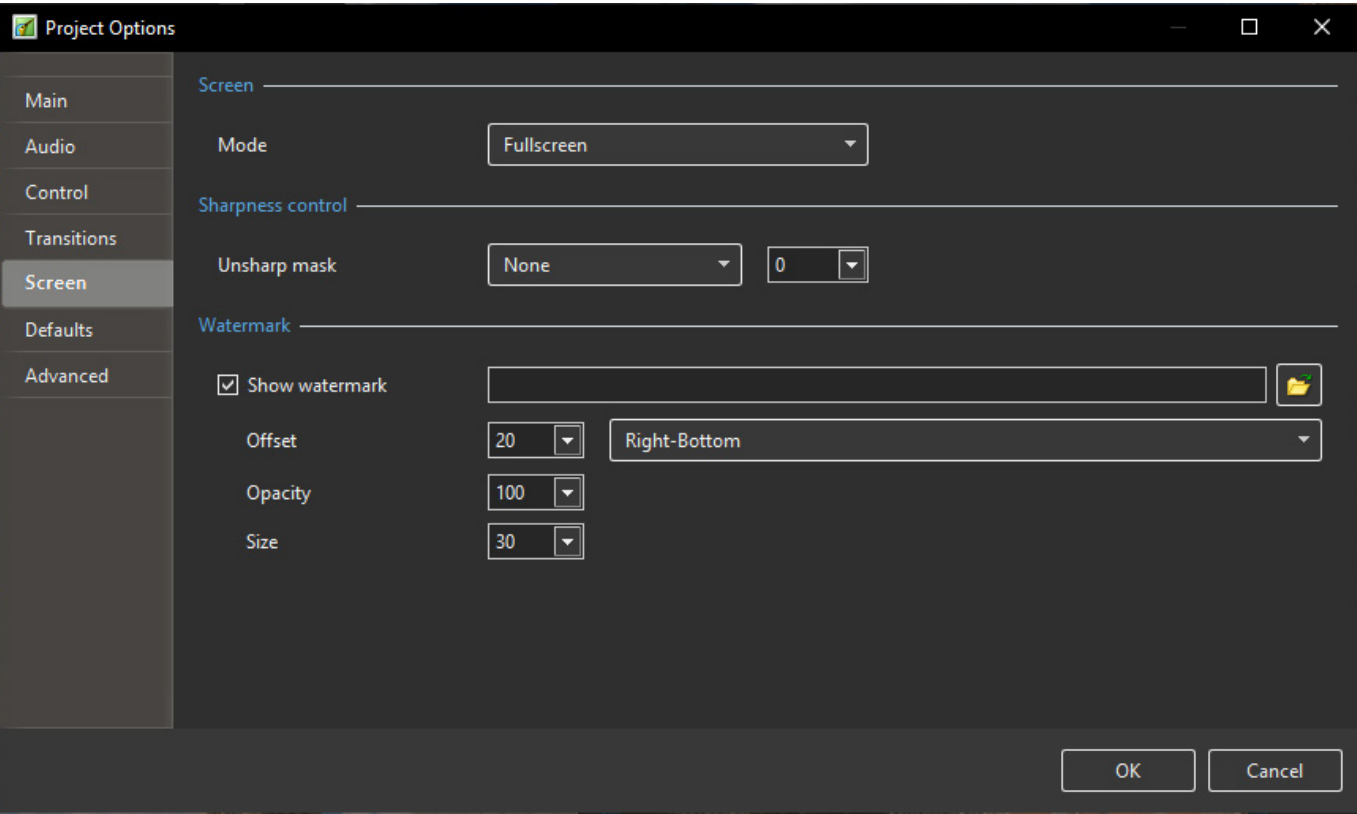 Project Options
Main
Audio
Control
Transitions
Screen
Defaults
Advanced
Screen
Mode Fullscreen
Sharpness control
Unsharp mask None 0
Watermark
Show watermark
Offset 20 Right-Bottom
Opacity 100
Size 30
OK Cancel